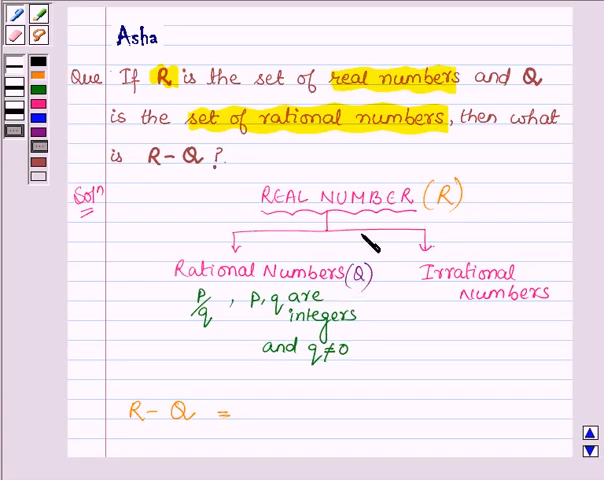 Asha
Que If R is the set of real numbers and Q
is the set of rational numbers, then what
is R - Q ?
Solⁿ
REAL NUMBER (R)
Rational Numbers (Q) Irrational
Numbers
p/q , p, q are
integers
and q ≠ 0
R - Q =